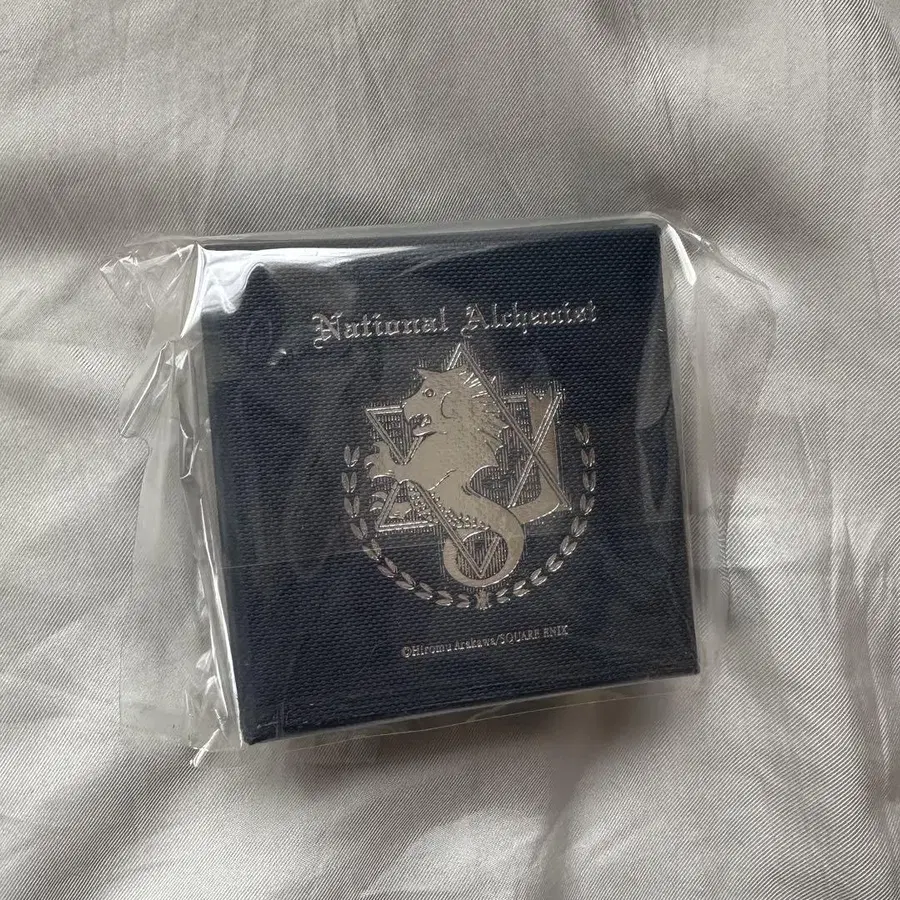 National Alchemist
©Hiromu Arakawa/SQUARE ENIX